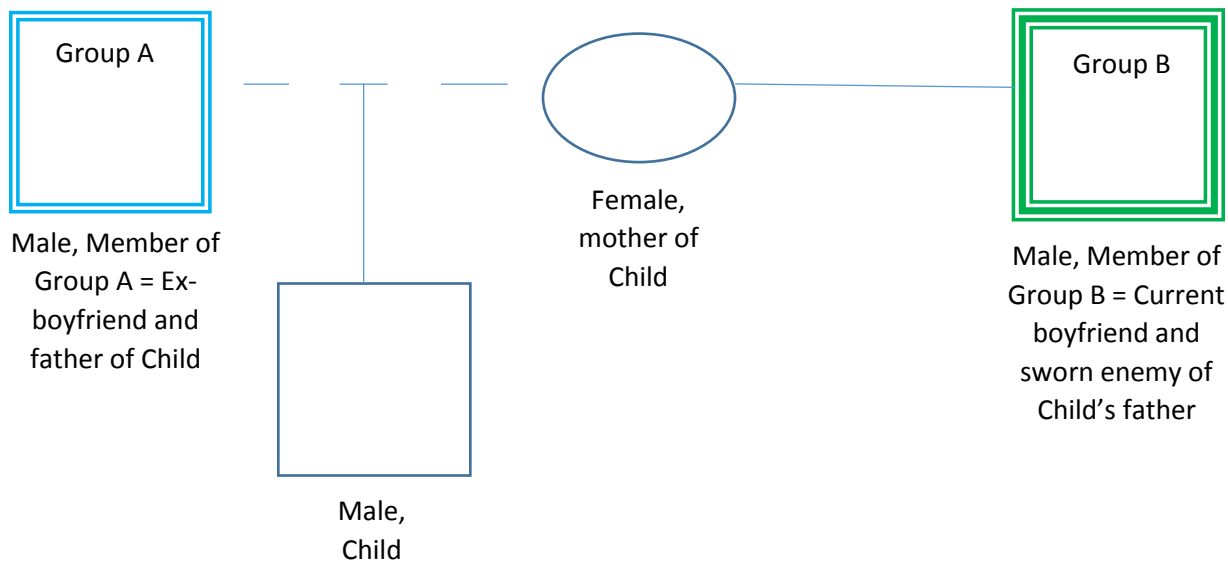 Group A
Group B
Female,
mother of
Child
Male, Member of
Group A = Ex-
boyfriend and
father of Child
Male, Member of
Group B = Current
boyfriend and
sworn enemy of
Child’s father
Male,
Child